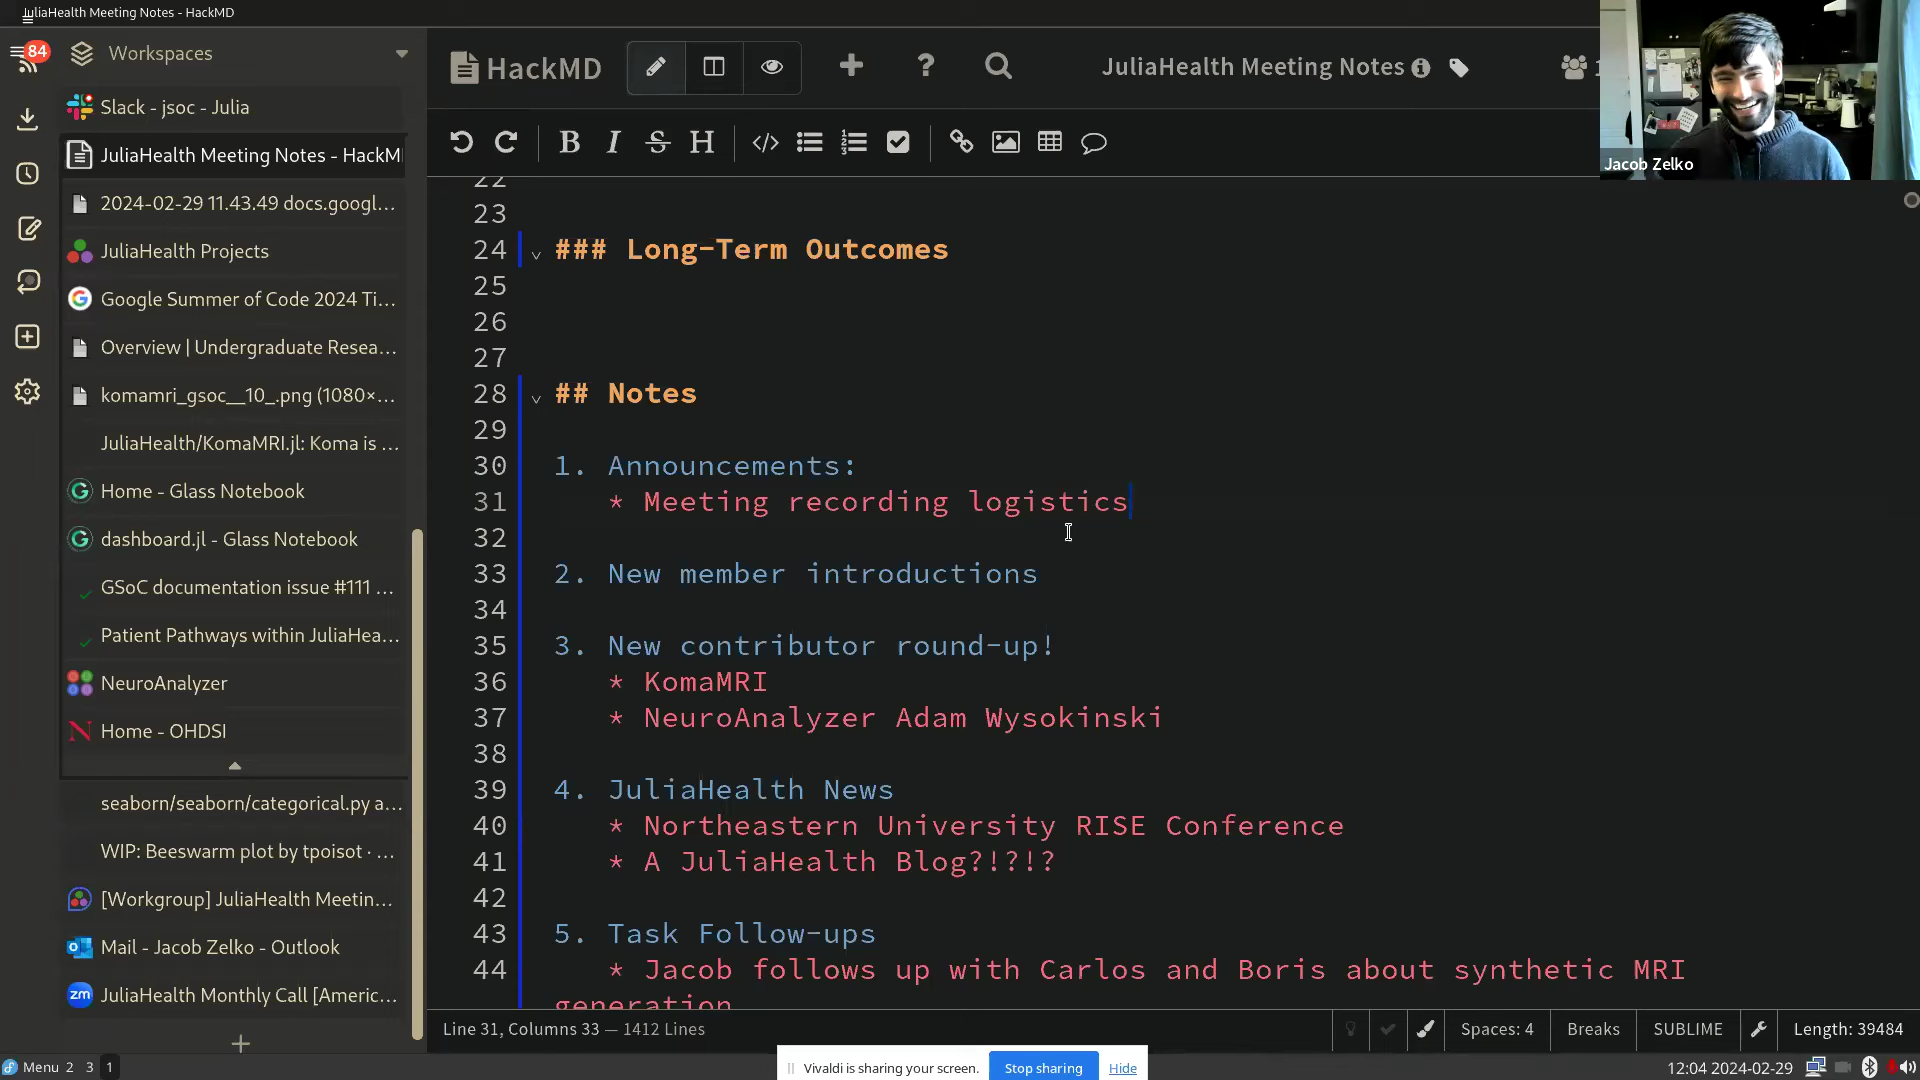 JuliaHealth Meeting Notes - HackMD
84
Workspaces
Slack - jsoc - Julia
JuliaHealth Meeting Notes - HackM
2024-02-29 11.43.49 docs.googl...
JuliaHealth Projects
Google Summer of Code 2024 Ti...
Overview | Undergraduate Resea...
komamri_gsoc__10_.png (1080×...
JuliaHealth/KomaMRI.jl: Koma is ...
Home - Glass Notebook
dashboard.jl - Glass Notebook
GSoC documentation issue #111 ...
Patient Pathways within JuliaHea...
NeuroAnalyzer
Home - OHDSI
seaborn/seaborn/categorical.py a...
WIP: Beeswarm plot by tpoisot · ...
[Workgroup] JuliaHealth Meetin...
Mail - Jacob Zelko - Outlook
zm JuliaHealth Monthly Call [Americ...
HackMD
JuliaHealth Meeting Notes
Jacob Zelko
22
23
24 ### Long-Term Outcomes
25
26
27
28 ## Notes
29
30 1. Announcements:
31 * Meeting recording logistics
32
33 2. New member introductions
34
35 3. New contributor round-up!
36 * KomaMRI
37 * NeuroAnalyzer Adam Wysokinski
38
39 4. JuliaHealth News
40 * Northeastern University RISE Conference
41 * A JuliaHealth Blog?!?!?
42
43 5. Task Follow-ups
44 * Jacob follows up with Carlos and Boris about synthetic MRI
generation
Line 31, Columns 33 — 1412 Lines
Spaces: 4 Breaks SUBLIME Length: 39484
Menu 2 3 1
Vivaldi is sharing your screen. Stop sharing Hide
12:04 2024-02-29